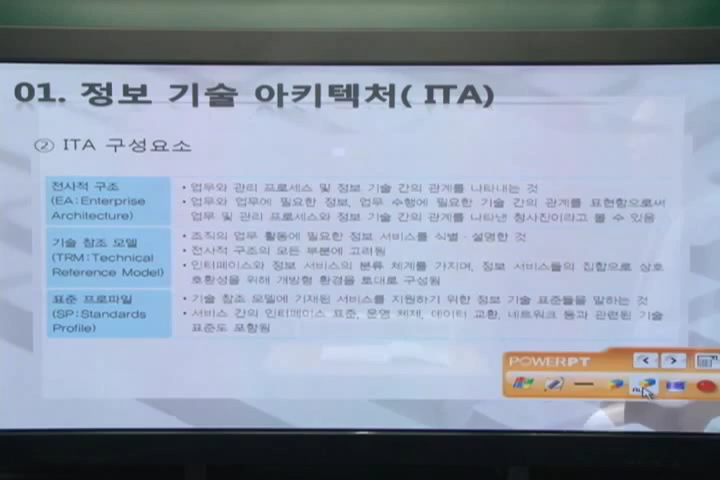 01. 정보 기술 아키텍처( ITA)
② ITA 구성요소
전사적 구조
(EA:Enterprise
Architecture)
• 업무와 관리 프로세스 및 정보 기술 간의 관계를 나타내는 것
• 업무와 업무에 필요한 정보, 업무 수행에 필요한 기술 간의 관계를 표현함으로써
업무 및 관리 프로세스와 정보 기술 간의 관계를 나타낸 청사진이라고 볼 수 있음
기술 참조 모델
(TRM:Technical
Reference Model)
• 조직의 업무 활동에 필요한 정보 서비스를 식별·설명한 것
• 전사적 구조의 모든 부분에 고려됨
• 인터페이스와 정보 서비스의 분류 체계를 가지며, 정보 서비스들의 집합으로 상호
호환성을 위해 개방형 환경을 토대로 구성됨
표준 프로파일
(SP:Standards
Profile)
• 기술 참조 모델에 기재된 서비스를 지원하기 위한 정보 기술 표준들을 말하는 것
• 서비스 간의 인터페이스 표준, 운영 체제, 데이터 교환, 네트워크 등과 관련된 기술
표준도 포함됨
POWERPT